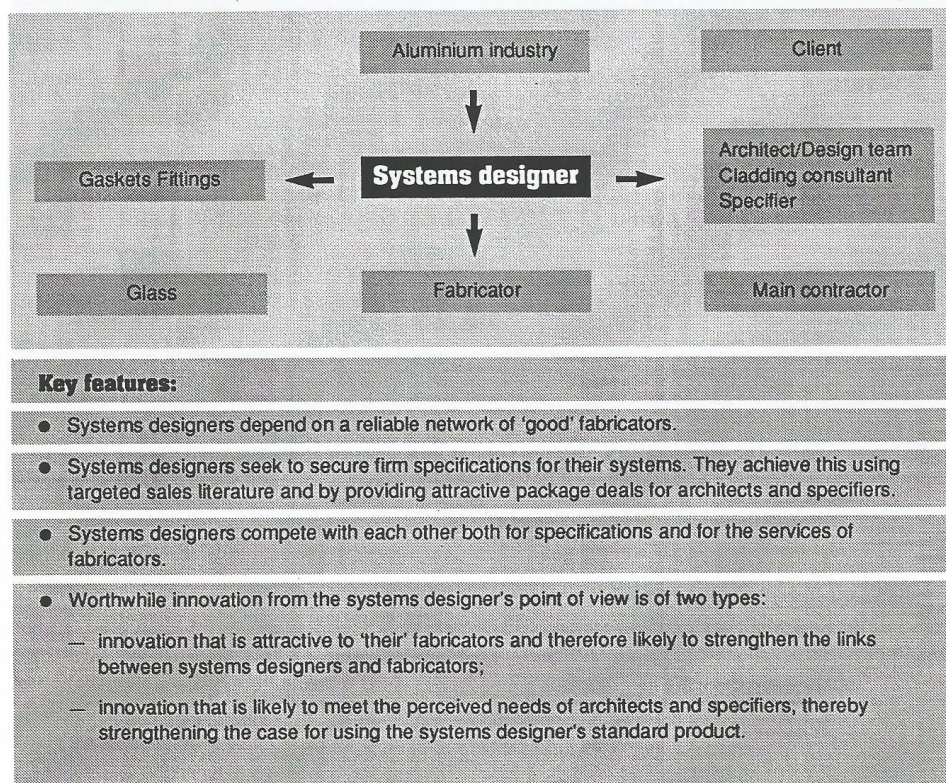 Aluminium industry
Client
Gaskets Fittings
Systems designer
Architect/Design team
Cladding consultant
Specifier
Glass
Fabricator
Main contractor
Key features:
● Systems designers depend on a reliable network of ‘good’ fabricators.
● Systems designers seek to secure firm specifications for their systems. They achieve this using
targeted sales literature and by providing attractive package deals for architects and specifiers.
● Systems designers compete with each other both for specifications and for the services of
fabricators.
● Worthwhile innovation from the systems designer’s point of view is of two types:
— innovation that is attractive to ‘their’ fabricators and therefore likely to strengthen the links
between systems designers and fabricators;
— innovation that is likely to meet the perceived needs of architects and specifiers, thereby
strengthening the case for using the systems designer’s standard product.